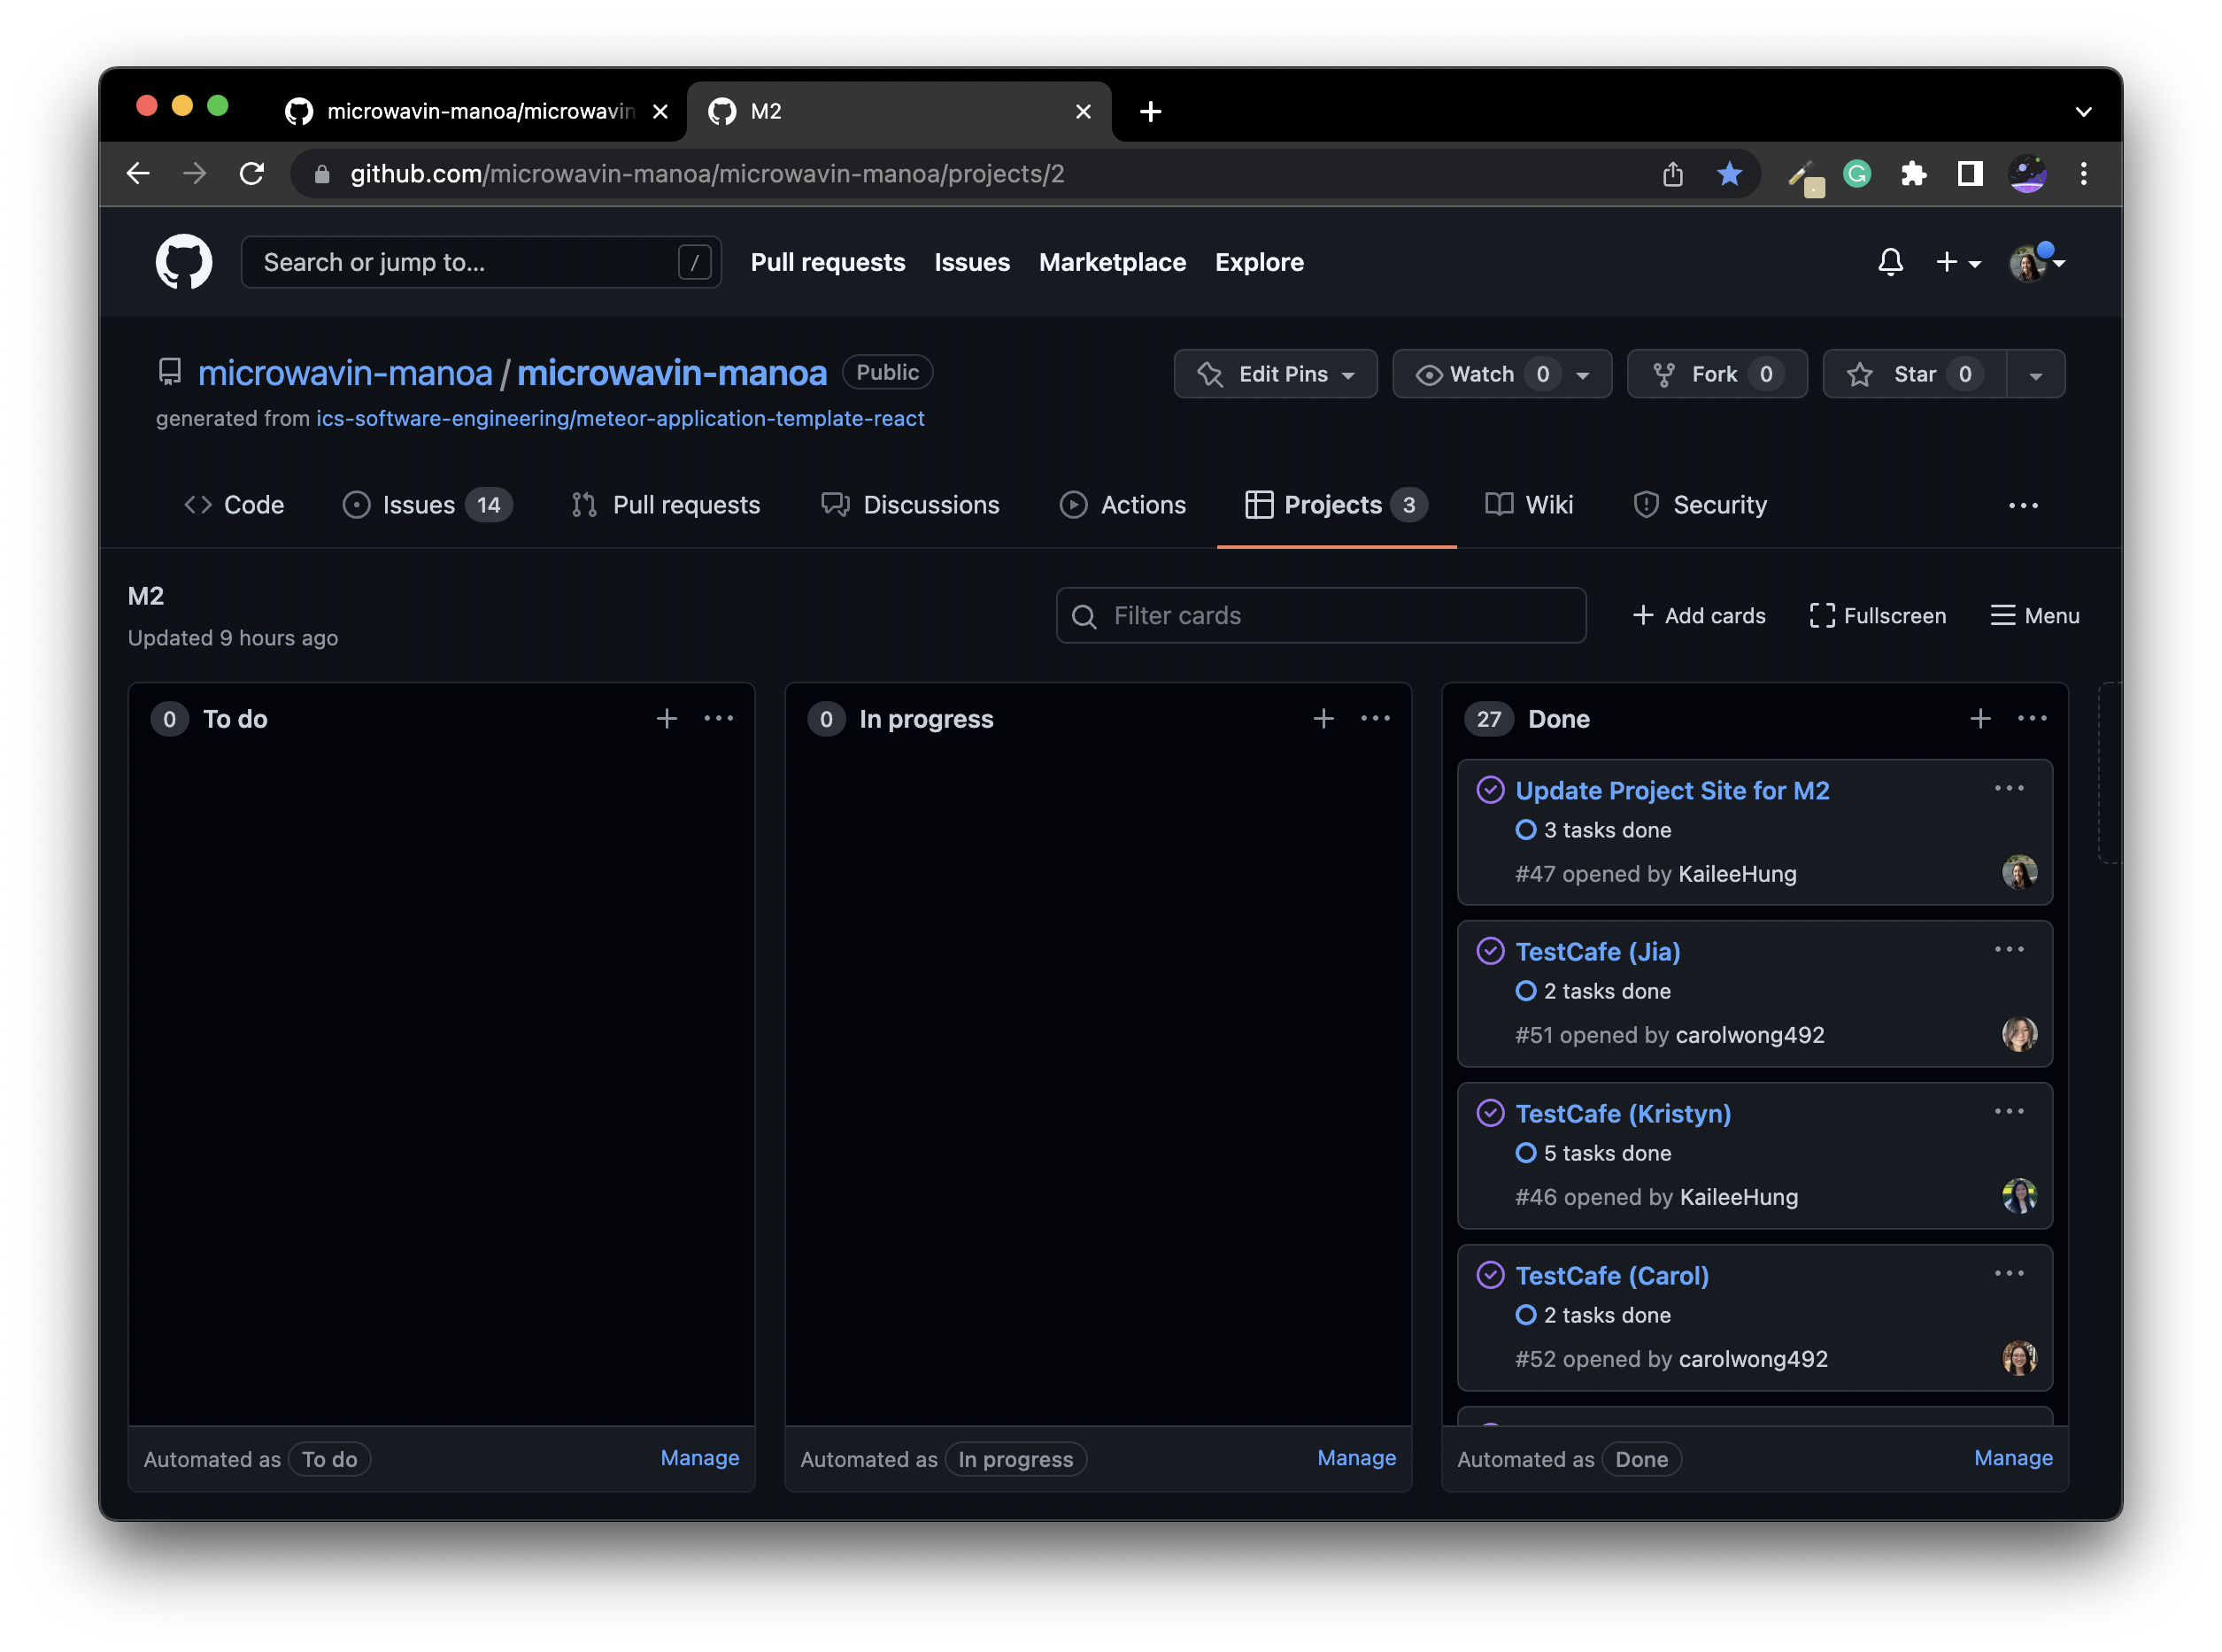 microwavin-manoa/microwavin
M2
github.com/microwavin-manoa/microwavin-manoa/projects/2
Search or jump to...
/
Pull requests
Issues
Marketplace
Explore
microwavin-manoa / microwavin-manoa
Public
Edit Pins
Watch 0
Fork 0
Star 0
generated from ics-software-engineering/meteor-application-template-react
Code
Issues 14
Pull requests
Discussions
Actions
Projects 3
Wiki
Security
M2
Updated 9 hours ago
Filter cards
Add cards
Fullscreen
Menu
0 To do
Automated as To do
Manage
0 In progress
Automated as In progress
Manage
27 Done
Update Project Site for M2
3 tasks done
#47 opened by KaileeHung
TestCafe (Jia)
2 tasks done
#51 opened by carolwong492
TestCafe (Kristyn)
5 tasks done
#46 opened by KaileeHung
TestCafe (Carol)
2 tasks done
#52 opened by carolwong492
Automated as Done
Manage